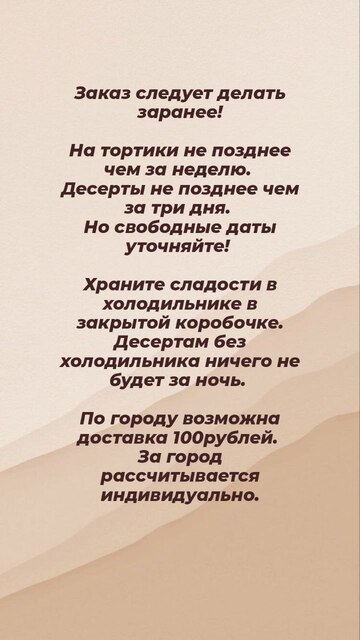 Заказ следует делать
заранее!
На тортики не позднее
чем за неделю.
Десерты не позднее чем
за три дня.
Но свободные даты
уточняйте!
Храните сладости в
холодильнике в
закрытой коробочке.
Десертам без
холодильника ничего не
будет за ночь.
По городу возможна
доставка 100рублей.
За город
рассчитывается
индивидуально.